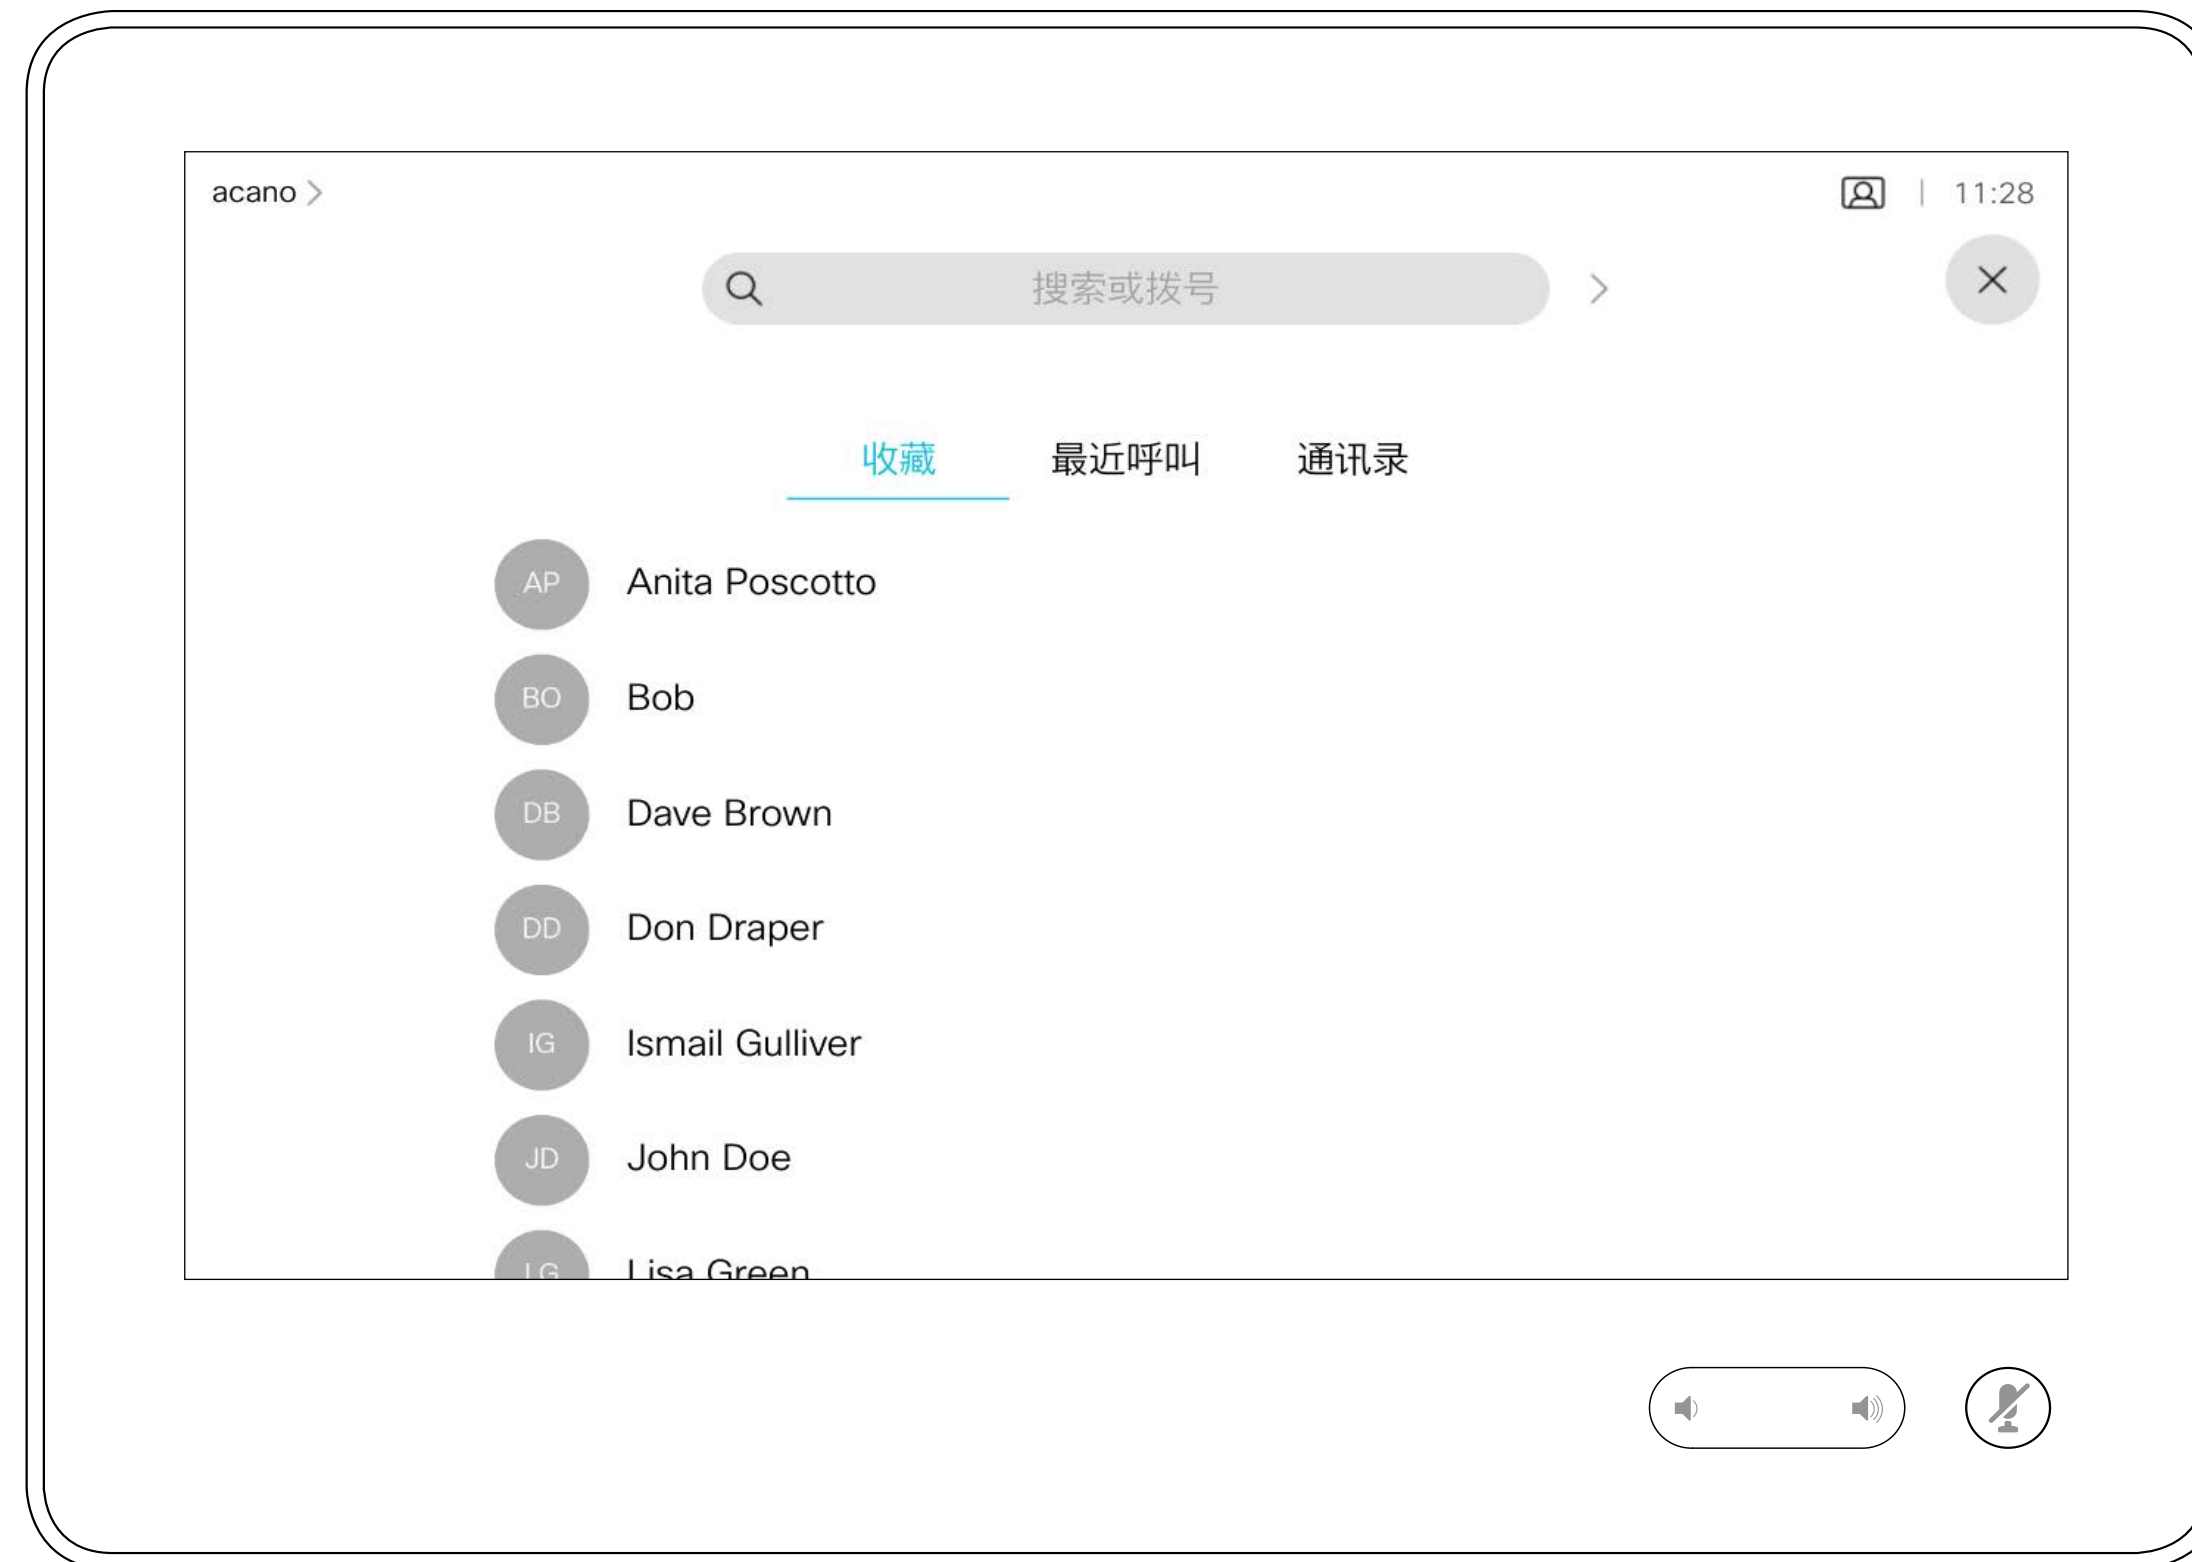 acano
11:28
搜索或拨号
收藏 最近呼叫 通讯录
AP Anita Poscotto
BO Bob
DB Dave Brown
DD Don Draper
IG Ismail Gulliver
JD John Doe
LG Lisa Green